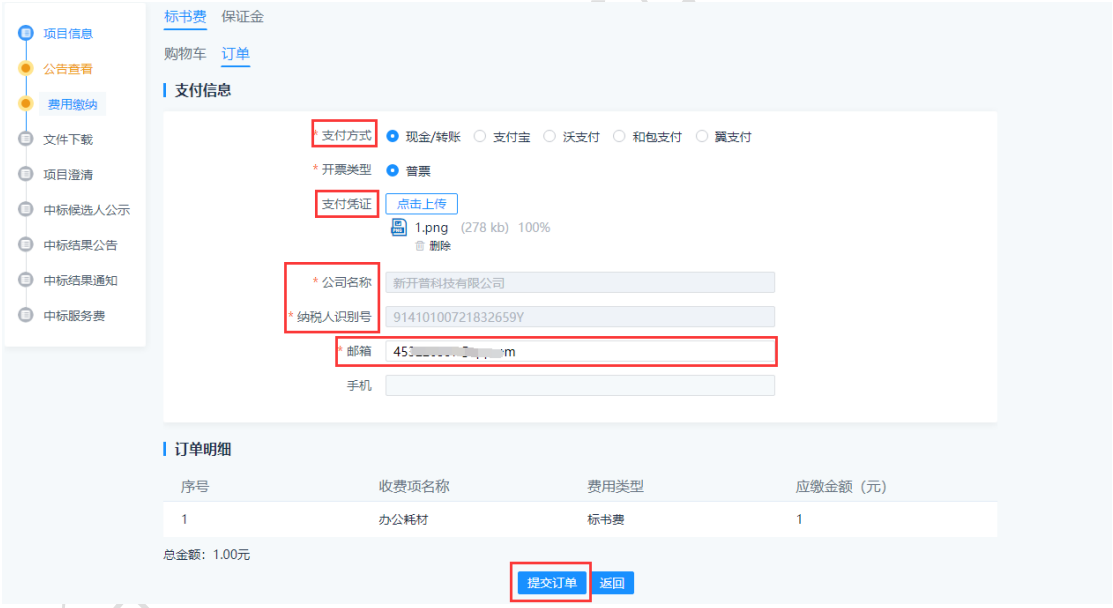 项目信息
公告查看
费用缴纳
文件下载
项目澄清
中标候选人公示
中标结果公告
中标结果通知
中标服务费
标书费 保证金
购物车 订单
支付信息
* 支付方式 现金/转账 支付宝 沃支付 和包支付 翼支付
* 开票类型 普票
支付凭证 点击上传
PNG 1.png (278 kb) 100%
删除
* 公司名称 新开普科技有限公司
* 纳税人识别号 91410100721832659Y
* 邮箱
手机
订单明细
序号 收费项名称 费用类型 应缴金额（元）
1 办公耗材 标书费 1
总金额：1.00元
提交订单 返回